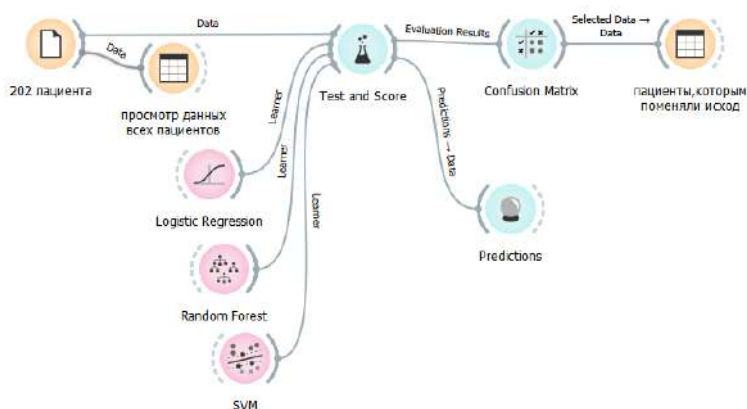 Data
Evaluation Results
Selected Data → Data
Data
202 пациента
просмотр данных
всех пациентов
Test and Score
Confusion Matrix
пациенты,которым
поменяли исход
Learner
Learner
Learner
Predictions → Data
Logistic Regression
Predictions
Random Forest
SVM